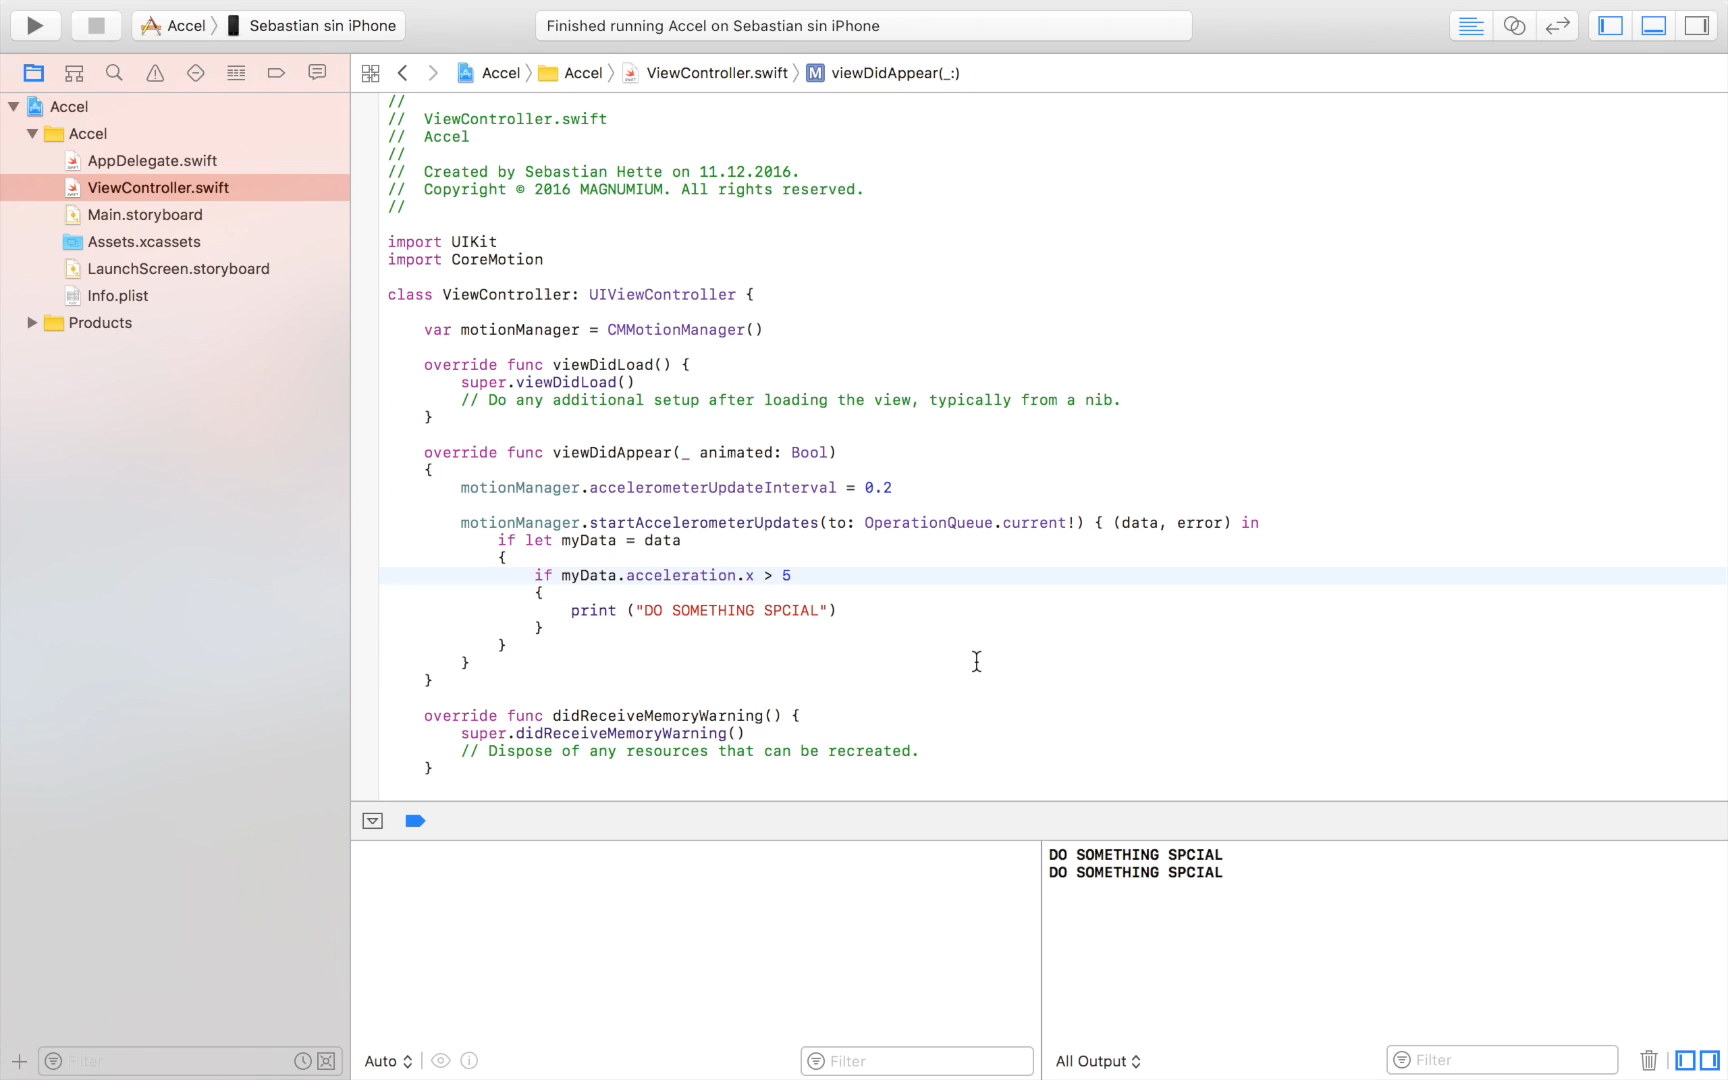 Accel
Sebastian sin iPhone
Finished running Accel on Sebastian sin iPhone
Accel
Accel
ViewController.swift
M
viewDidAppear(_:)
Accel
Accel
AppDelegate.swift
ViewController.swift
Main.storyboard
Assets.xcassets
LaunchScreen.storyboard
Info.plist
Products
//
//  ViewController.swift
//  Accel
//
//  Created by Sebastian Hette on 11.12.2016.
//  Copyright © 2016 MAGNUMIUM. All rights reserved.
//
import UIKit
import CoreMotion
class ViewController: UIViewController {
var motionManager = CMMotionManager()
override func viewDidLoad() {
super.viewDidLoad()
// Do any additional setup after loading the view, typically from a nib.
}
override func viewDidAppear(_ animated: Bool)
{
motionManager.accelerometerUpdateInterval = 0.2
motionManager.startAccelerometerUpdates(to: OperationQueue.current!) { (data, error) in
if let myData = data
{
if myData.acceleration.x > 5
{
print ("DO SOMETHING SPCIAL")
}
}
}
}
override func didReceiveMemoryWarning() {
super.didReceiveMemoryWarning()
// Dispose of any resources that can be recreated.
}
DO SOMETHING SPCIAL
DO SOMETHING SPCIAL
Filter
Auto
Filter
All Output
Filter